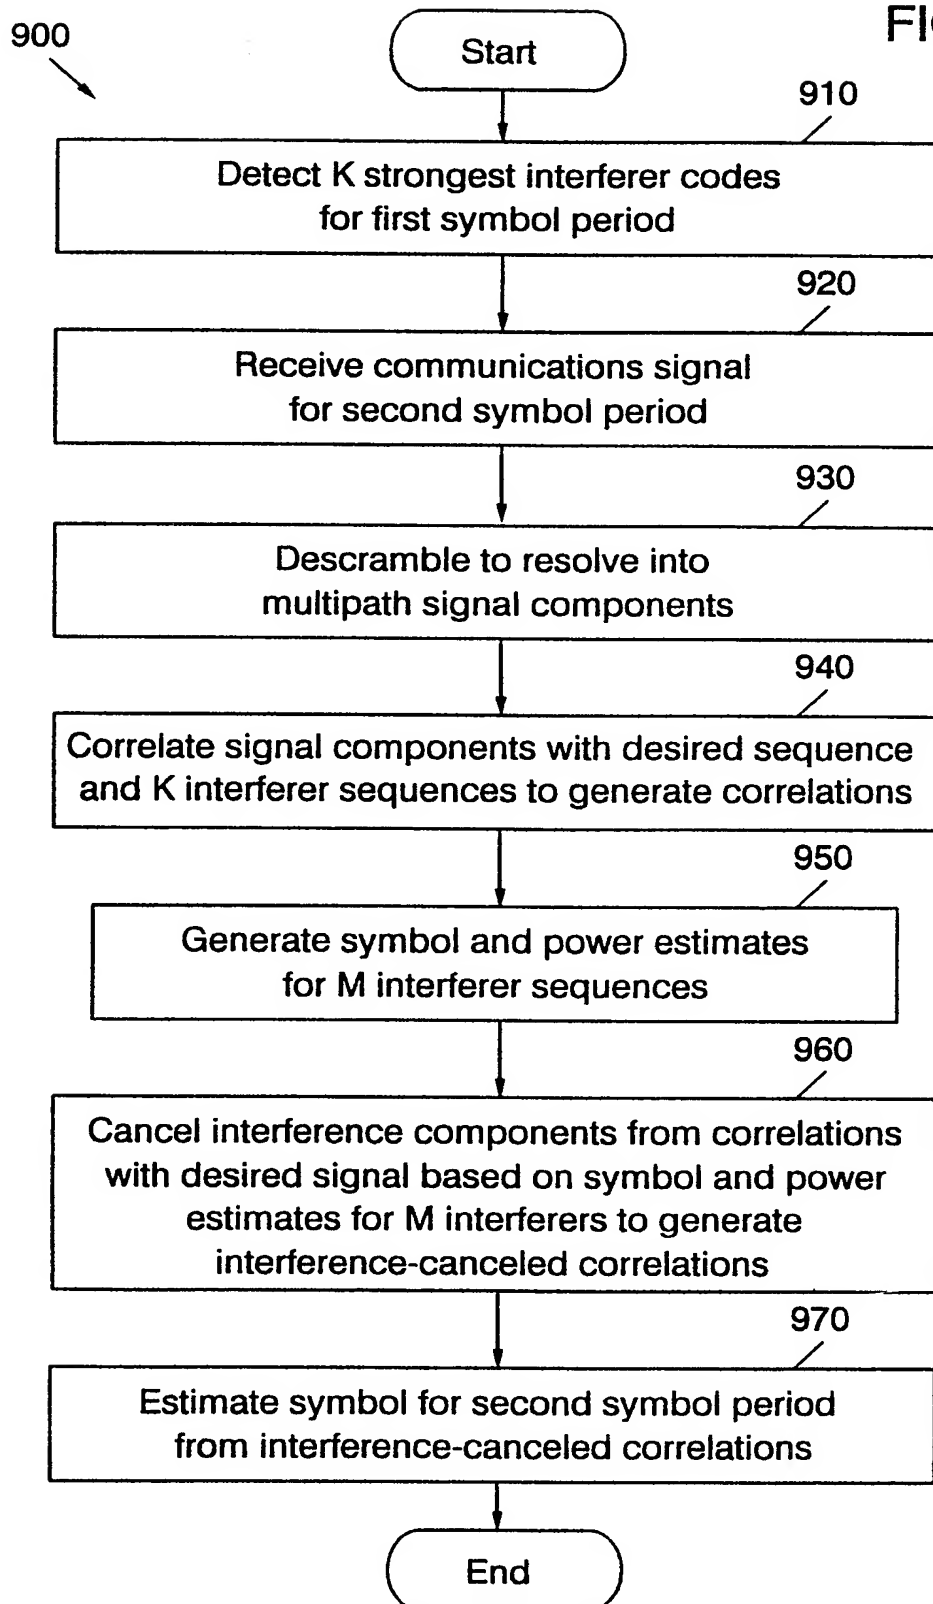 900
Start
910
Detect K strongest interferer codes
for first symbol period
920
Receive communications signal
for second symbol period
930
Descramble to resolve into
multipath signal components
940
Correlate signal components with desired sequence
and K interferer sequences to generate correlations
950
Generate symbol and power estimates
for M interferer sequences
960
Cancel interference components from correlations
with desired signal based on symbol and power
estimates for M interferers to generate
interference-canceled correlations
970
Estimate symbol for second symbol period
from interference-canceled correlations
End